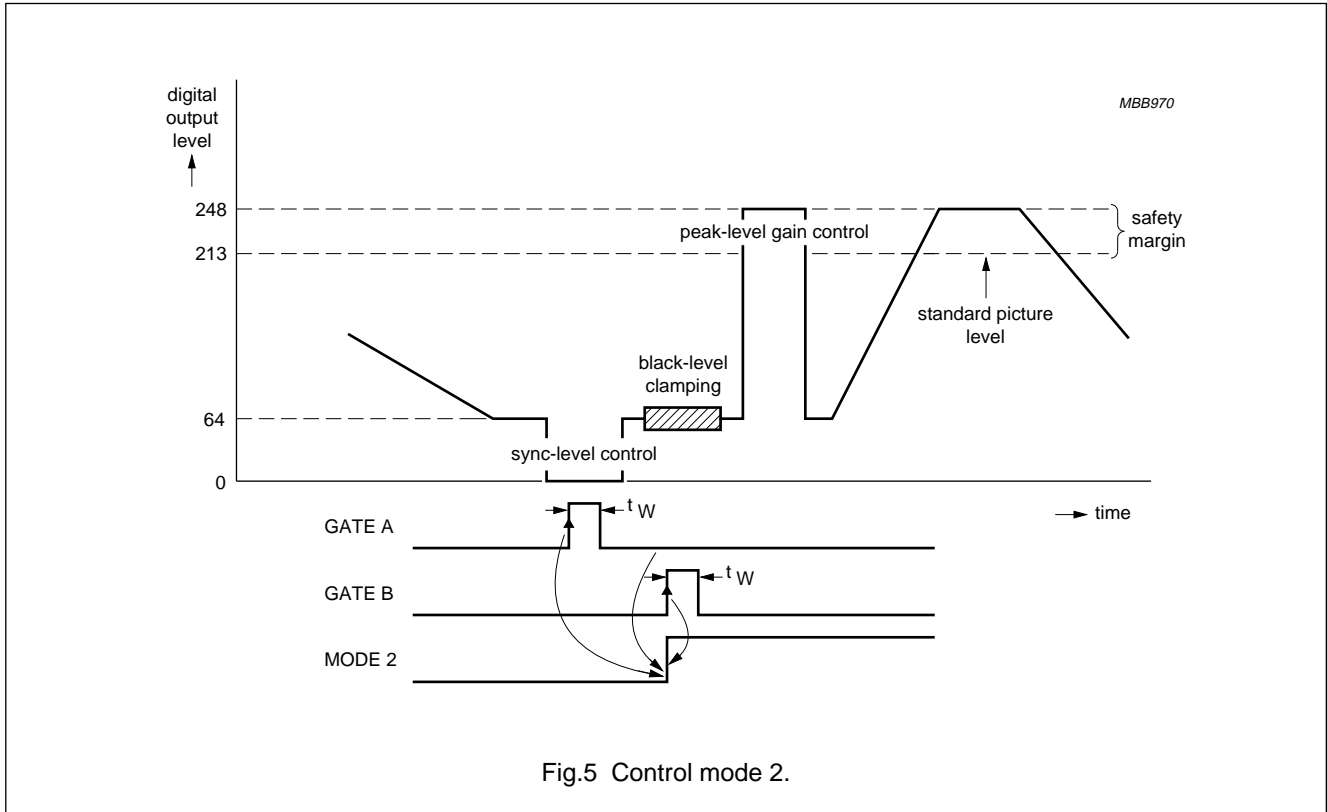 digital
output
level
MBB970
248
safety
margin
peak-level gain control
213
standard picture
level
black-level
clamping
64
sync-level control
0
time
GATE A
t W
GATE B
t W
MODE 2
Fig.5 Control mode 2.